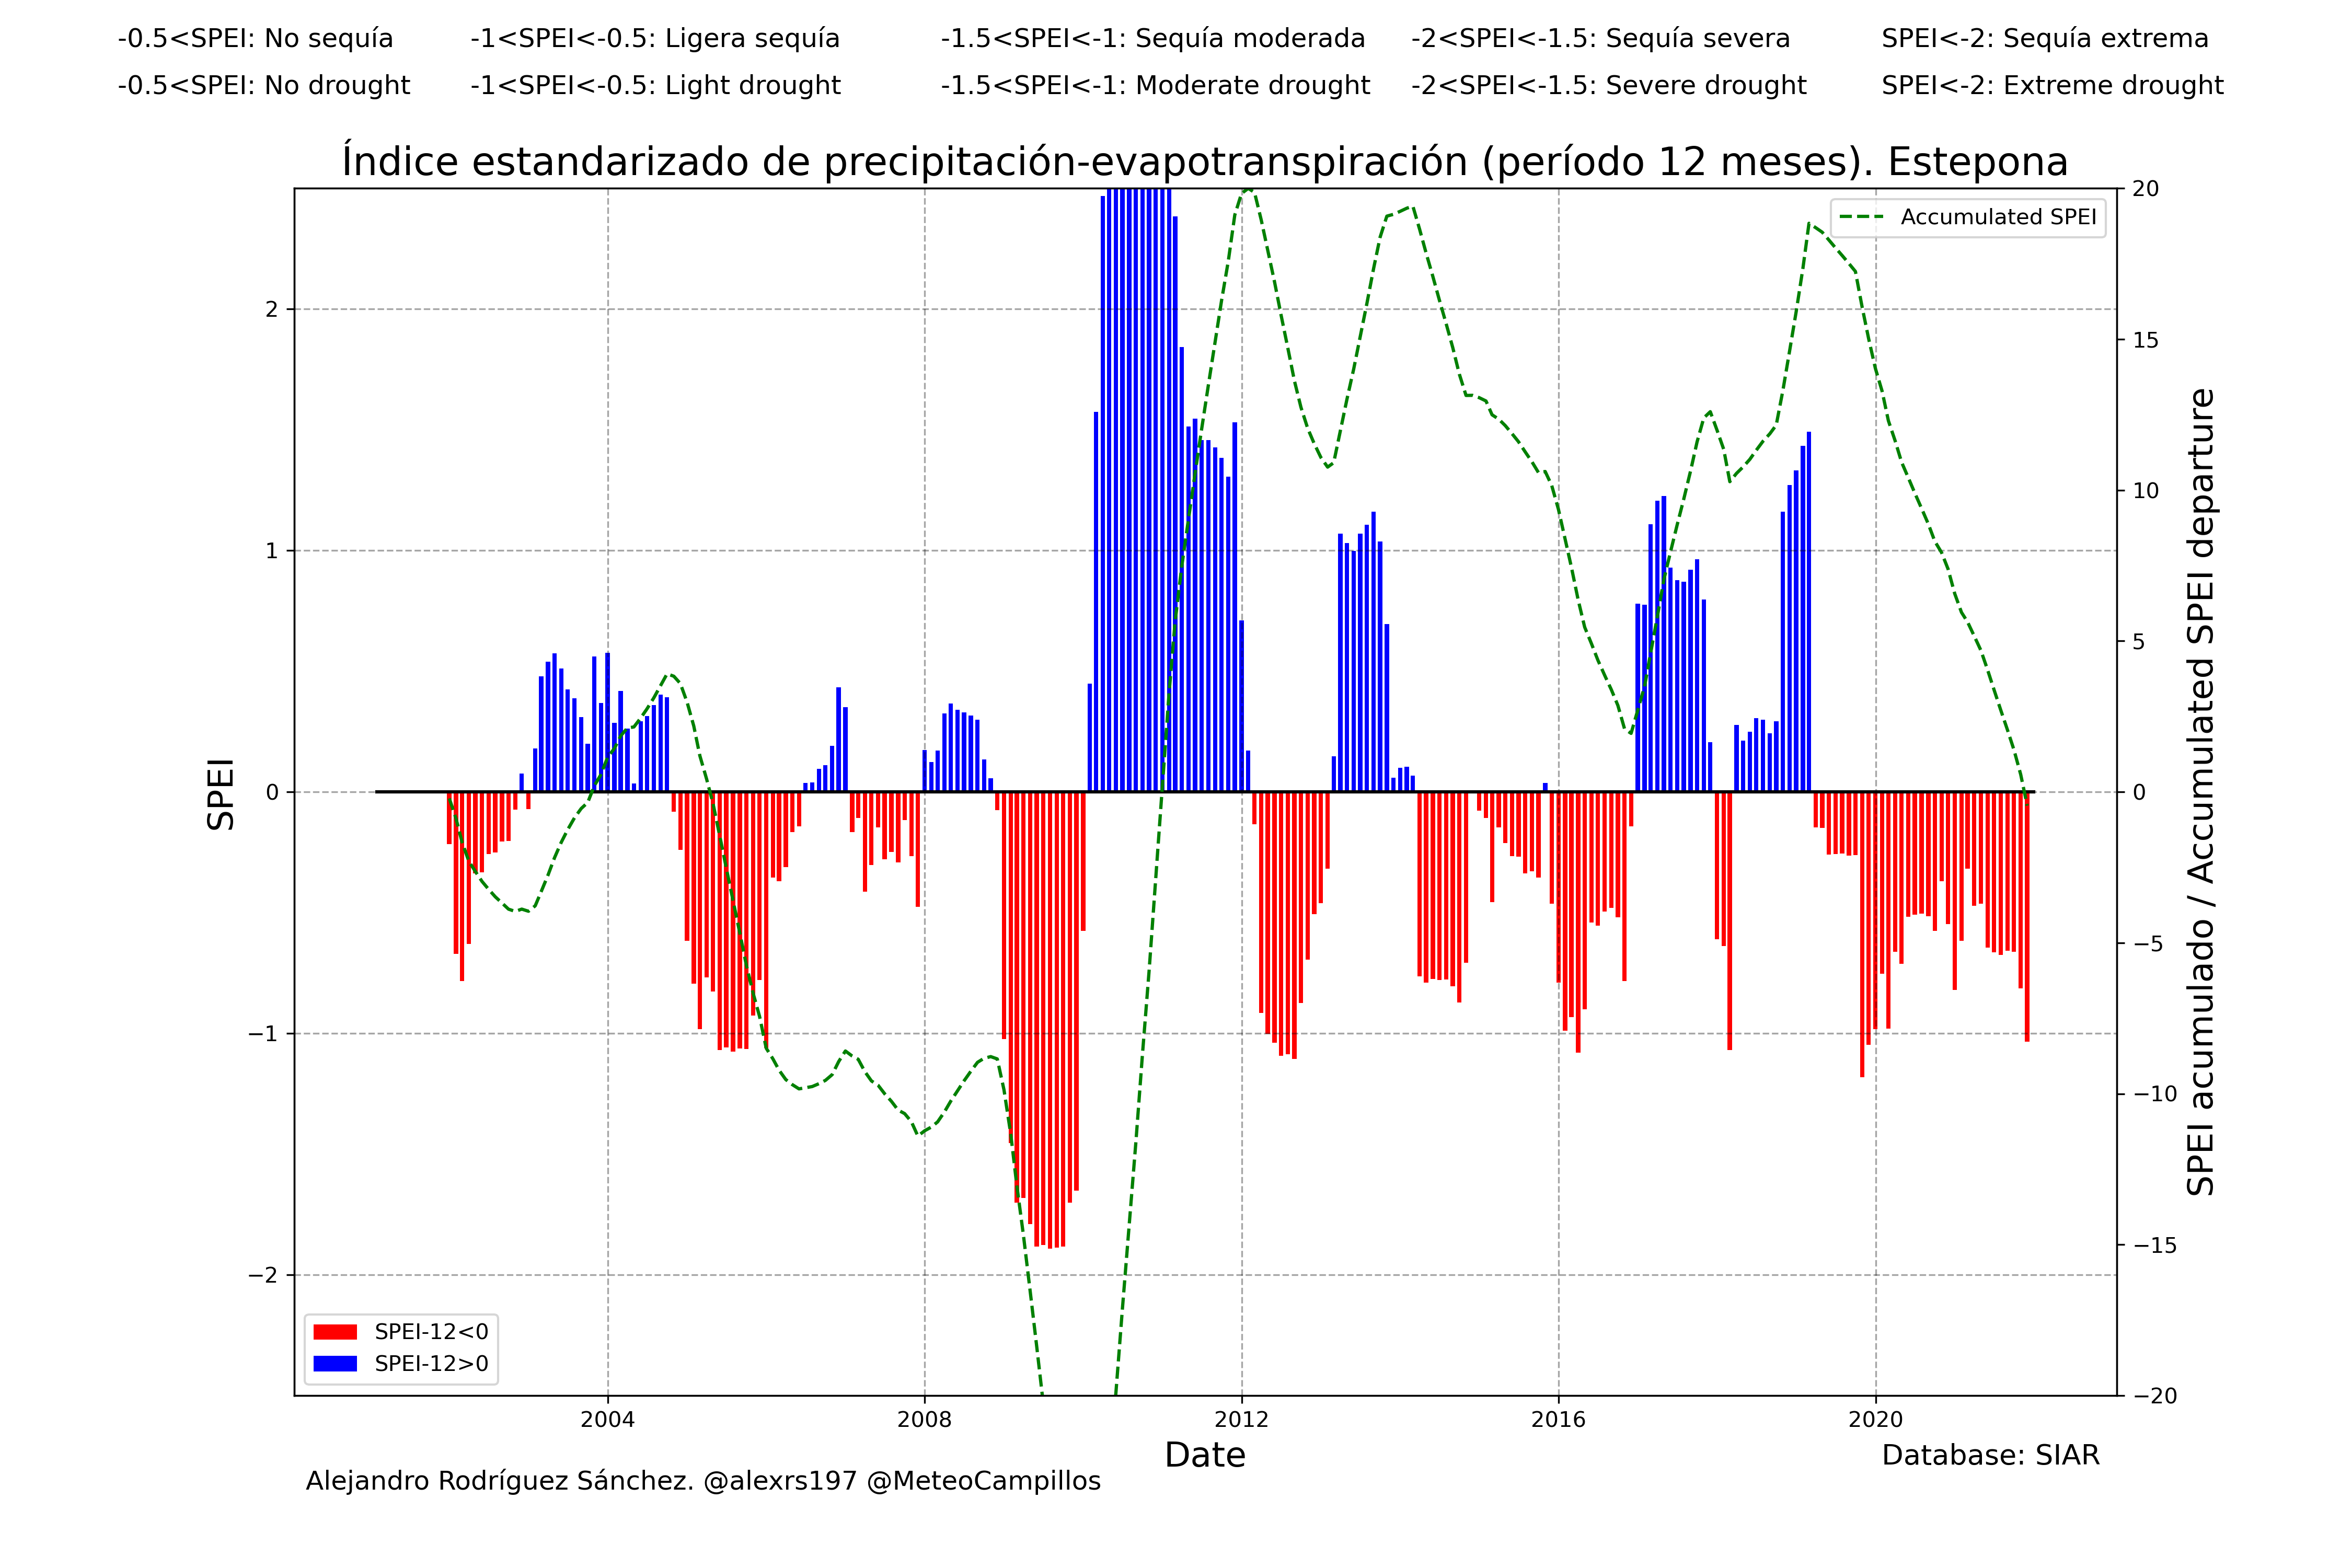 -0.5<SPEI: No sequía -1<SPEI<-0.5: Ligera sequía -1.5<SPEI<-1: Sequía moderada -2<SPEI<-1.5: Sequía severa SPEI<-2: Sequía extrema
-0.5<SPEI: No drought -1<SPEI<-0.5: Light drought -1.5<SPEI<-1: Moderate drought -2<SPEI<-1.5: Severe drought SPEI<-2: Extreme drought
Índice estandarizado de precipitación-evapotranspiración (período 12 meses). Estepona
SPEI
2
1
0
−1
−2
Accumulated SPEI
20
15
10
5
0
−5
−10
−15
−20
SPEI acumulado / Accumulated SPEI departure
SPEI-12<0
SPEI-12>0
2004 2008 2012 2016 2020
Date
Database: SIAR
Alejandro Rodríguez Sánchez. @alexrs197 @MeteoCampillos